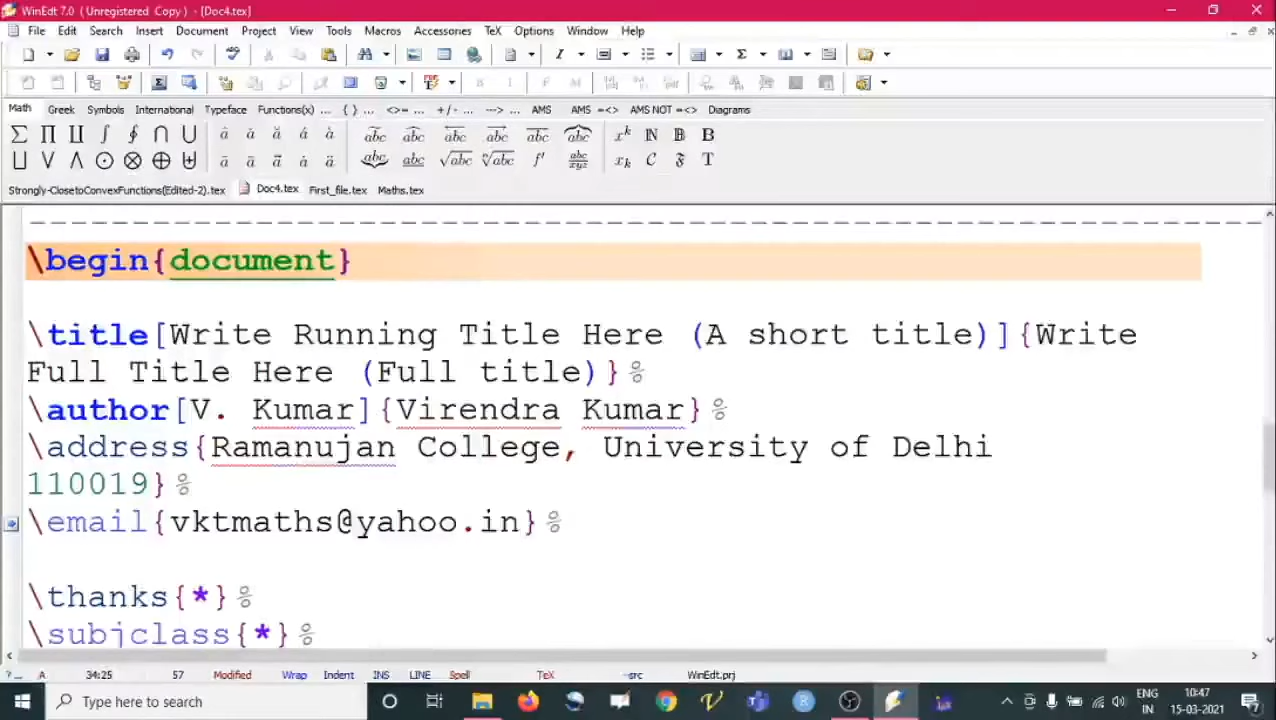 WinEdt 7.0 ( Unregistered Copy ) - [Doc4.tex]
File Edit Search Insert Document Project View Tools Macros Accessories TeX Options Window Help
Math Greek Symbols International Typeface Functions(x) ... { } ... <>= ... +/- ... ---> ... AMS AMS =<> AMS NOT =<> Diagrams
Strongly-ClosetoConvexFunctions(Edited-2).tex Doc4.tex First_file.tex Maths.tex
\begin{document}
\title[Write Running Title Here (A short title)]{Write
Full Title Here (Full title)}%
\author[V. Kumar]{Virendra Kumar}%
\address{Ramanujan College, University of Delhi
110019}%
\email{vktmaths@yahoo.in}%
\thanks{*}%
\subjclass{*}%
?... A 34:25 57 Modified Wrap Indent INS LINE Spell TeX --src WinEdt.prj
Type here to search
ENG 10:47
IN 15-03-2021